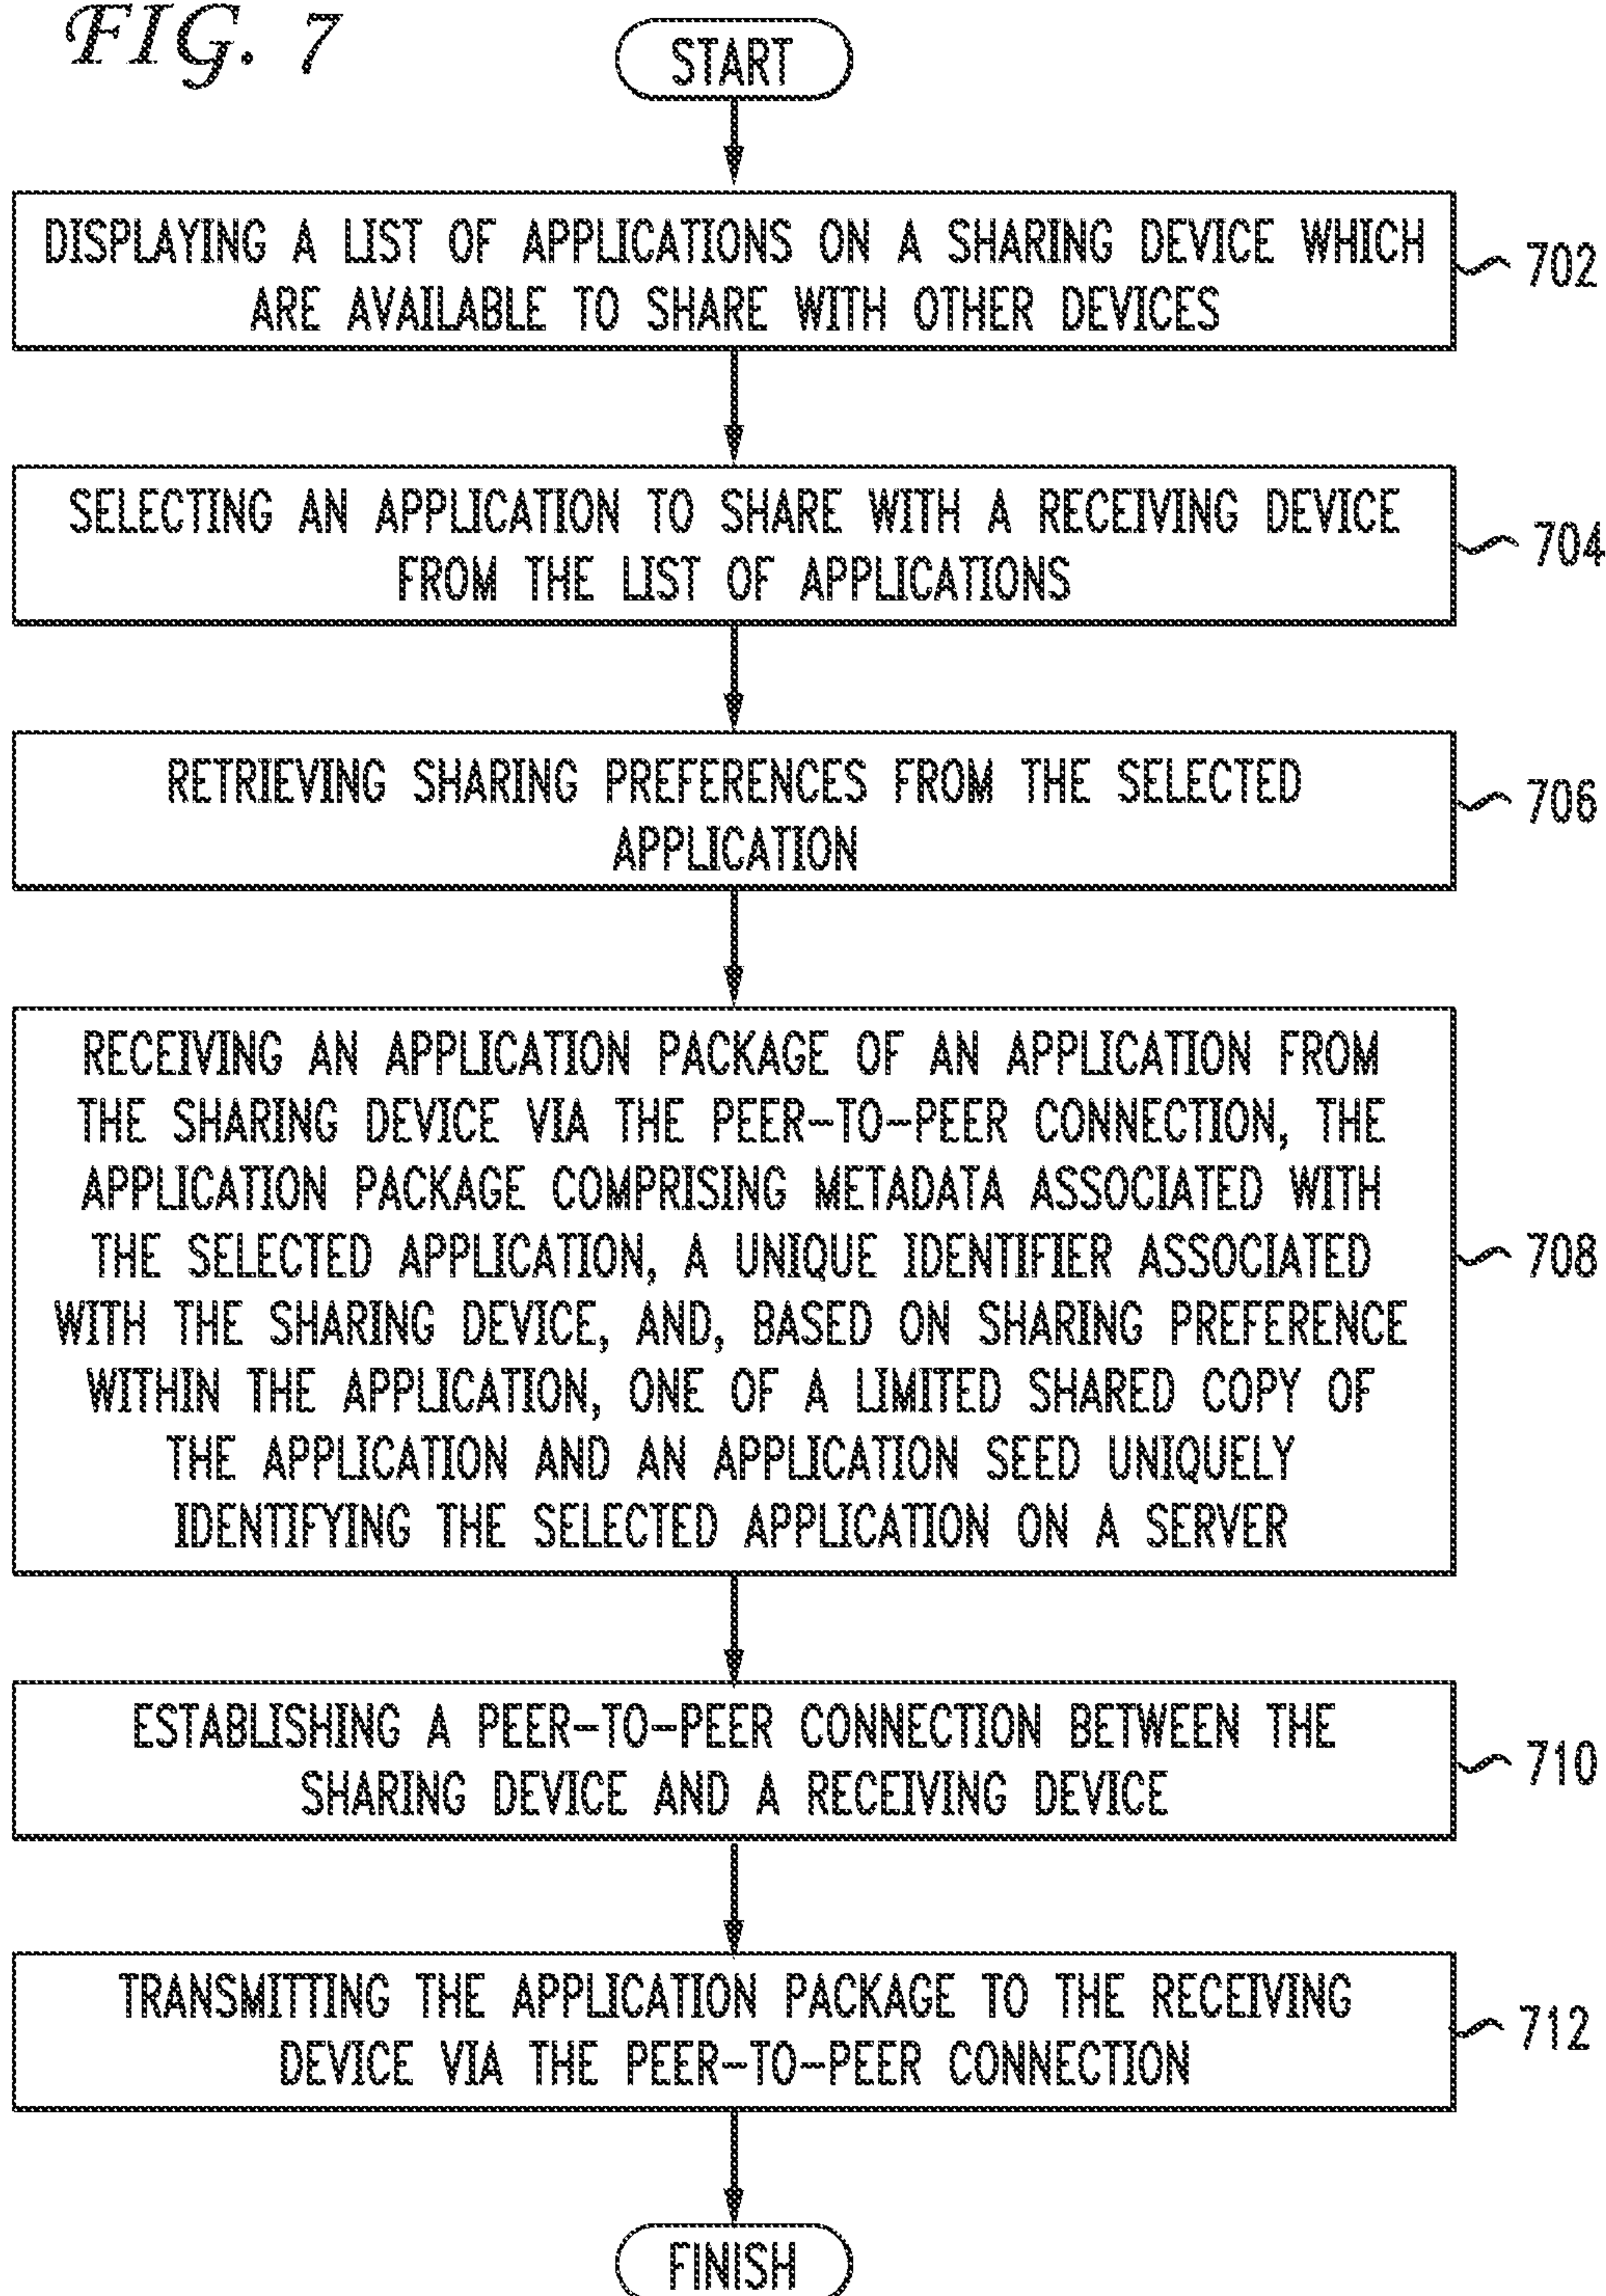 FIG. 7
START
DISPLAYING A LIST OF APPLICATIONS ON A SHARING DEVICE WHICH
ARE AVAILABLE TO SHARE WITH OTHER DEVICES
702
SELECTING AN APPLICATION TO SHARE WITH A RECEIVING DEVICE
FROM THE LIST OF APPLICATIONS
704
RETRIEVING SHARING PREFERENCES FROM THE SELECTED
APPLICATION
706
RECEIVING AN APPLICATION PACKAGE OF AN APPLICATION FROM
THE SHARING DEVICE VIA THE PEER-TO-PEER CONNECTION, THE
APPLICATION PACKAGE COMPRISING METADATA ASSOCIATED WITH
THE SELECTED APPLICATION, A UNIQUE IDENTIFIER ASSOCIATED
WITH THE SHARING DEVICE, AND, BASED ON SHARING PREFERENCE
WITHIN THE APPLICATION, ONE OF A LIMITED SHARED COPY OF
THE APPLICATION AND AN APPLICATION SEED UNIQUELY
IDENTIFYING THE SELECTED APPLICATION ON A SERVER
708
ESTABLISHING A PEER-TO-PEER CONNECTION BETWEEN THE
SHARING DEVICE AND A RECEIVING DEVICE
710
TRANSMITTING THE APPLICATION PACKAGE TO THE RECEIVING
DEVICE VIA THE PEER-TO-PEER CONNECTION
712
FINISH